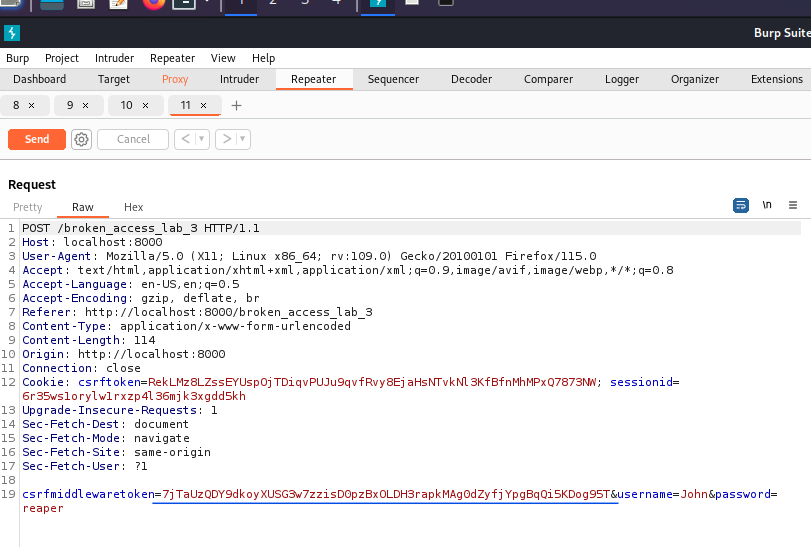 1 2 3 4
Burp Suite
Burp Project Intruder Repeater View Help
Dashboard Target Proxy Intruder Repeater Sequencer Decoder Comparer Logger Organizer Extensions
8 × 9 × 10 × 11 × +
Send Cancel < > 
Request
Pretty Raw Hex \n
1 POST /broken_access_lab_3 HTTP/1.1
2 Host: localhost:8000
3 User-Agent: Mozilla/5.0 (X11; Linux x86_64; rv:109.0) Gecko/20100101 Firefox/115.0
4 Accept: text/html,application/xhtml+xml,application/xml;q=0.9,image/avif,image/webp,*/*;q=0.8
5 Accept-Language: en-US,en;q=0.5
6 Accept-Encoding: gzip, deflate, br
7 Referer: http://localhost:8000/broken_access_lab_3
8 Content-Type: application/x-www-form-urlencoded
9 Content-Length: 114
10 Origin: http://localhost:8000
11 Connection: close
12 Cookie: csrftoken=RekLMz8LZssEYUspOjTDiqvPUJu9qvfRvy8EjaHsNTvkNl3KfBfnMhMPxQ7873NW; sessionid=
6r35ws1orylw1rxzp4l36mjk3xgdd5kh
13 Upgrade-Insecure-Requests: 1
14 Sec-Fetch-Dest: document
15 Sec-Fetch-Mode: navigate
16 Sec-Fetch-Site: same-origin
17 Sec-Fetch-User: ?1
18
19 csrfmiddlewaretoken=7jTaUzQDY9dkoyXUSG3w7zzisD0pzBxOLDH3rapkMAg0dZyfjYpgBqQi5KDog95T&username=John&password=
reaper